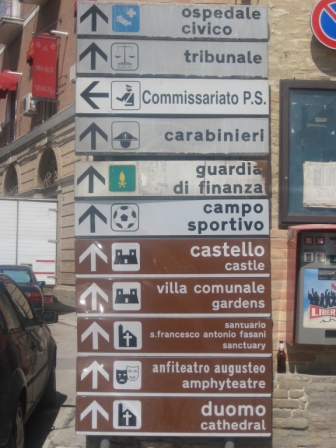 ospedale
civico
tribunale
Commissariato P.S.
carabinieri
guardia
di finanza
campo
sportivo
castello
castle
villa comunale
gardens
santuario
s.francesco antonio fasani
sanctuary
anfiteatro augusteo
amphyteatre
duomo
cathedral
LIBER